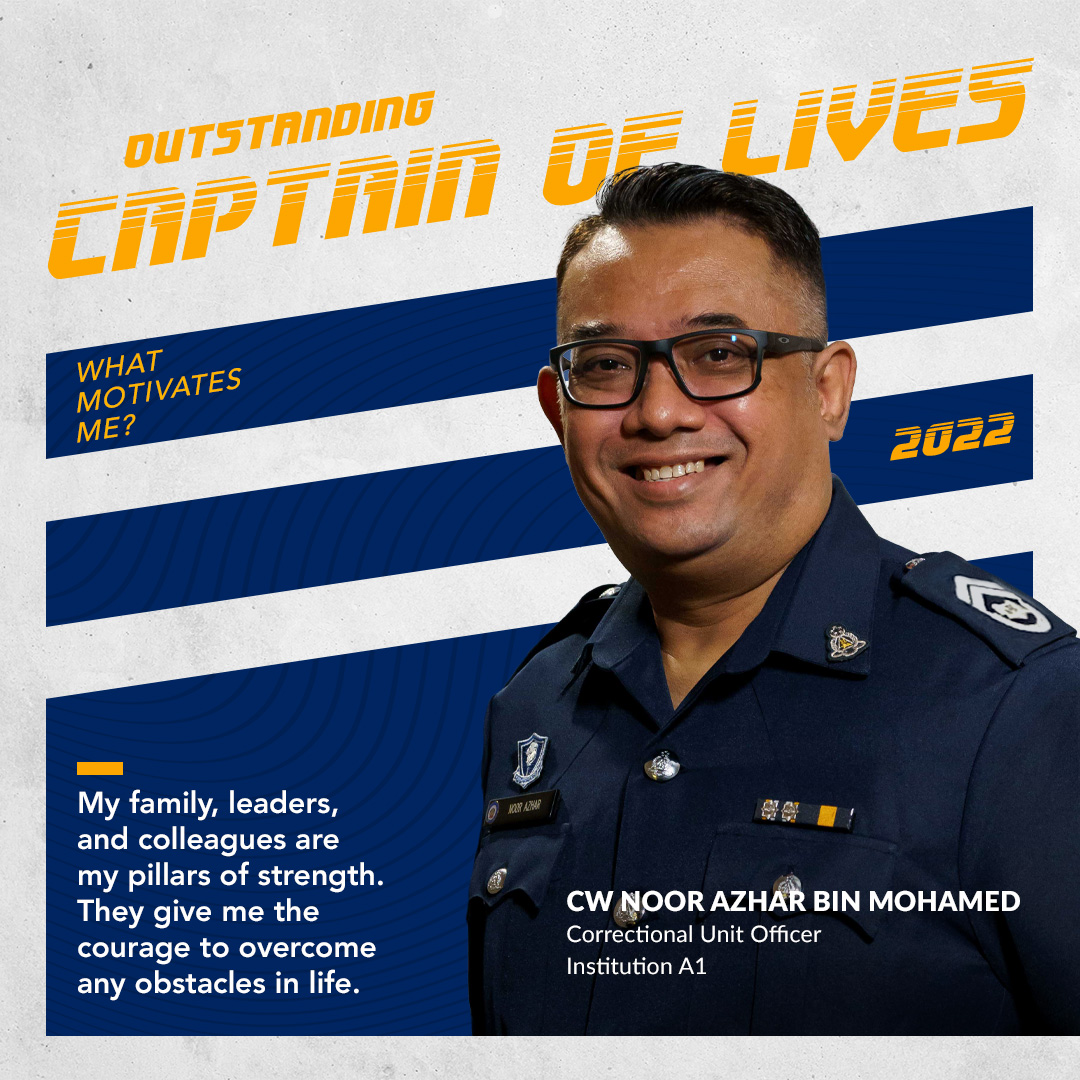 OUTSTANDING
CAPTAIN OF LIVES
WHAT
MOTIVATES
ME?
2022
My family, leaders,
and colleagues are
my pillars of strength.
They give me the
courage to overcome
any obstacles in life.
NOOR AZHAR
CW NOOR AZHAR BIN MOHAMED
Correctional Unit Officer
Institution A1